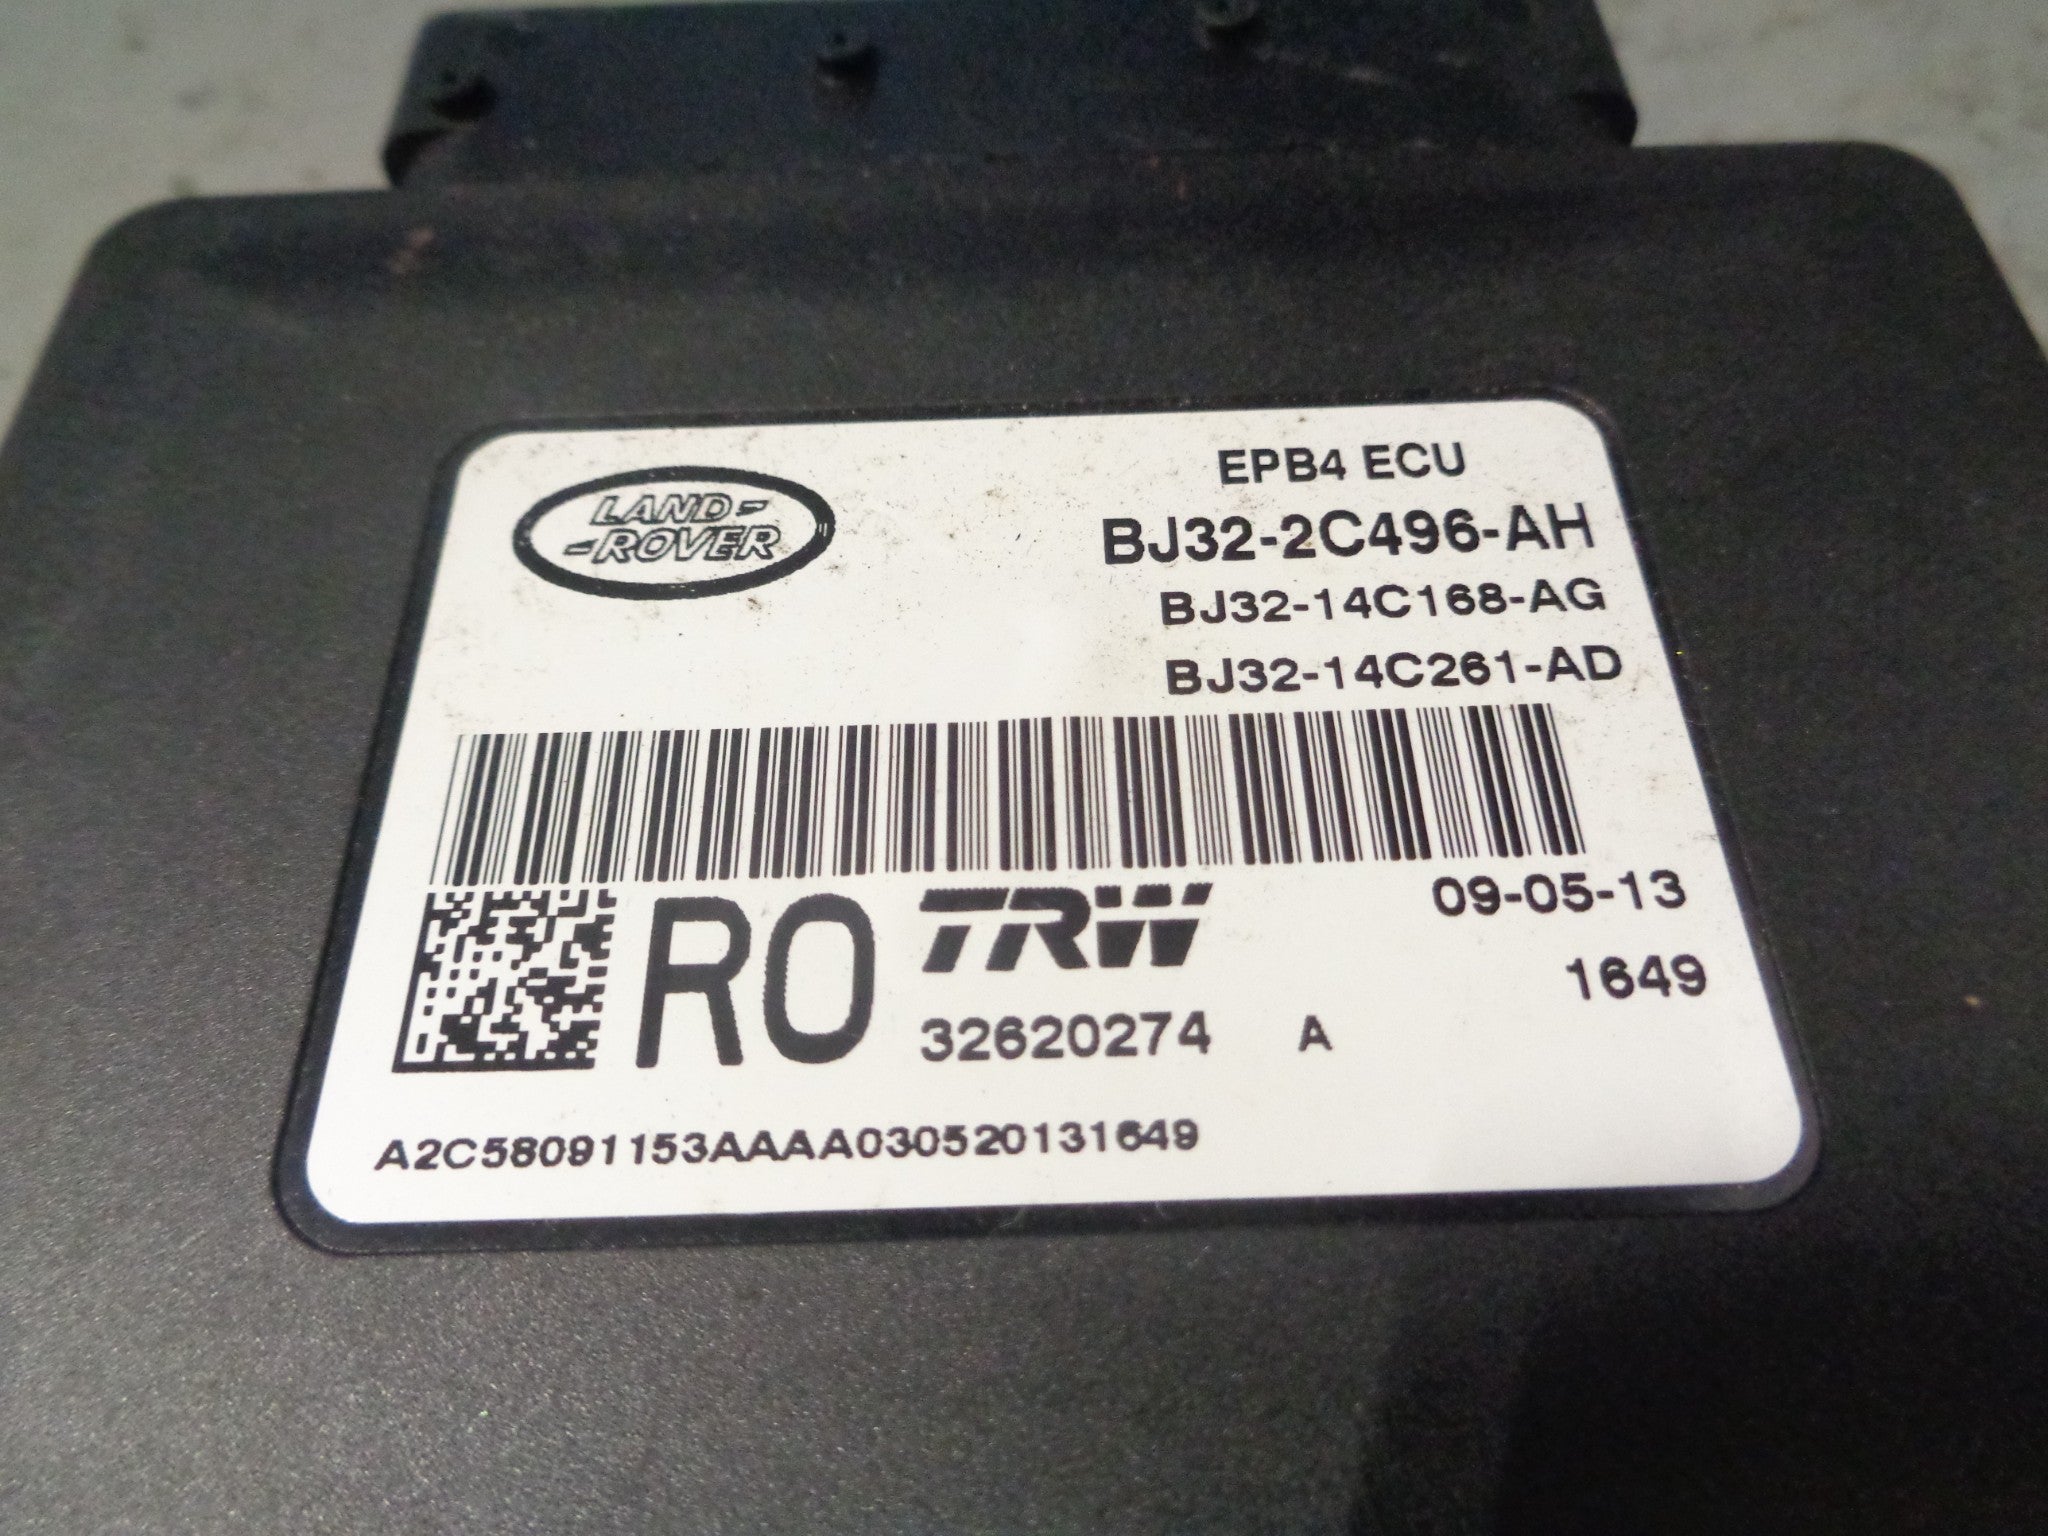 LAND-
-ROVER
EPB4 ECU
BJ32-2C496-AH
BJ32-14C168-AG
BJ32-14C261-AD
RO
TRW
09-05-13
1649
32620274 A
A2C58091153AAAA030520131649